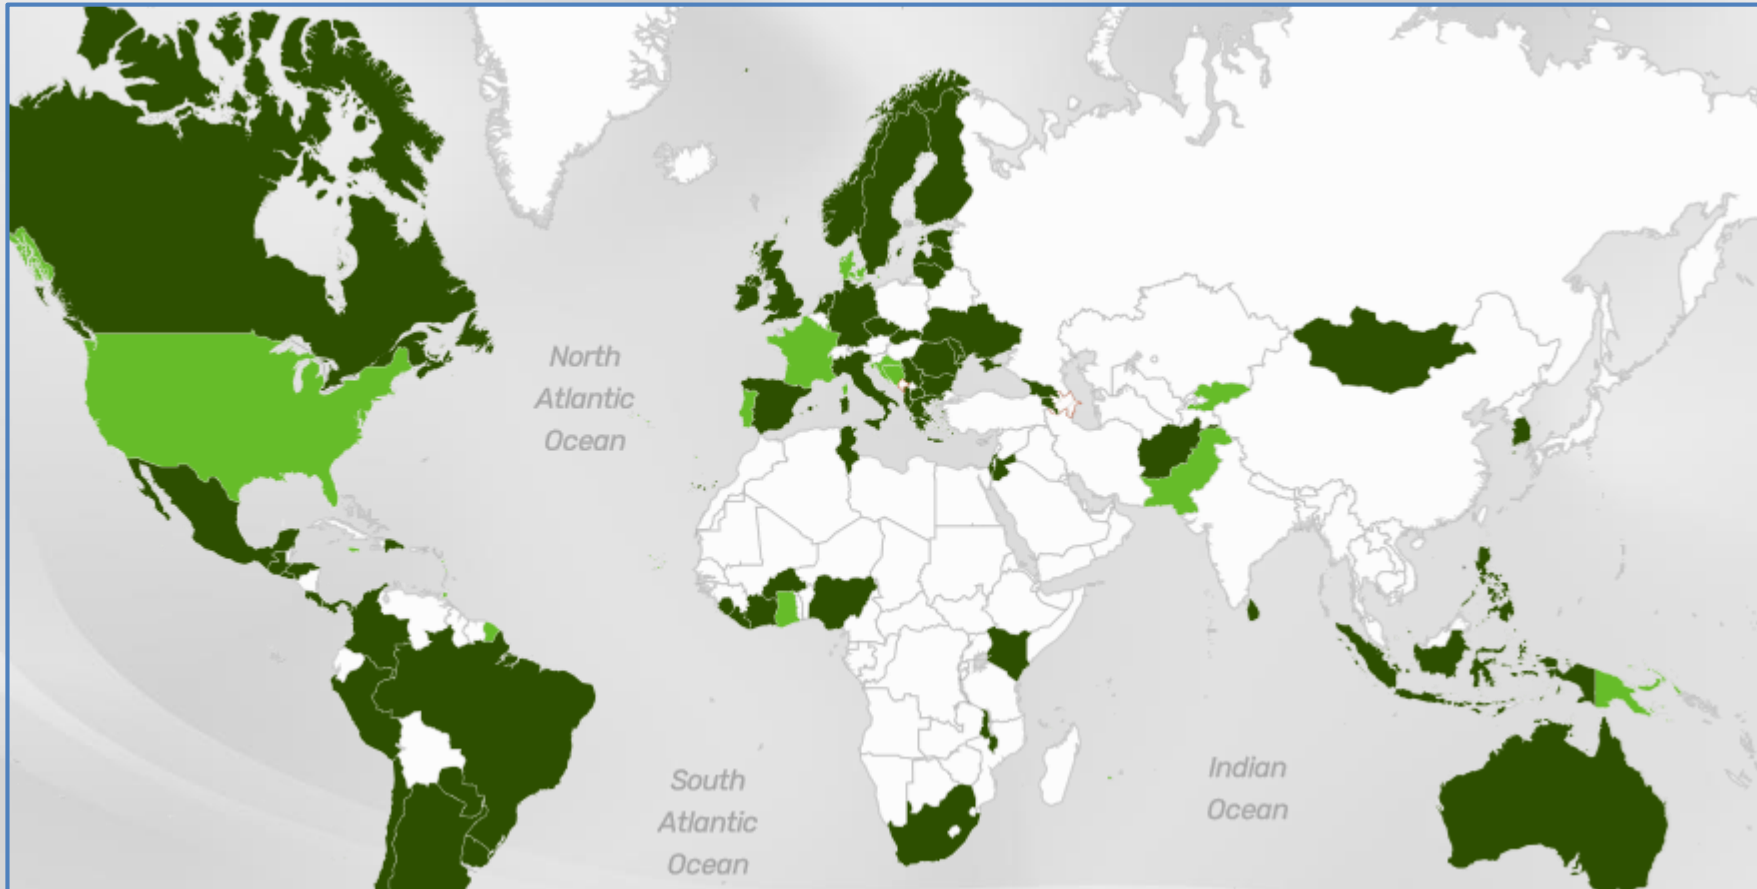 North
Atlantic
Ocean
South
Atlantic
Ocean
Indian
Ocean